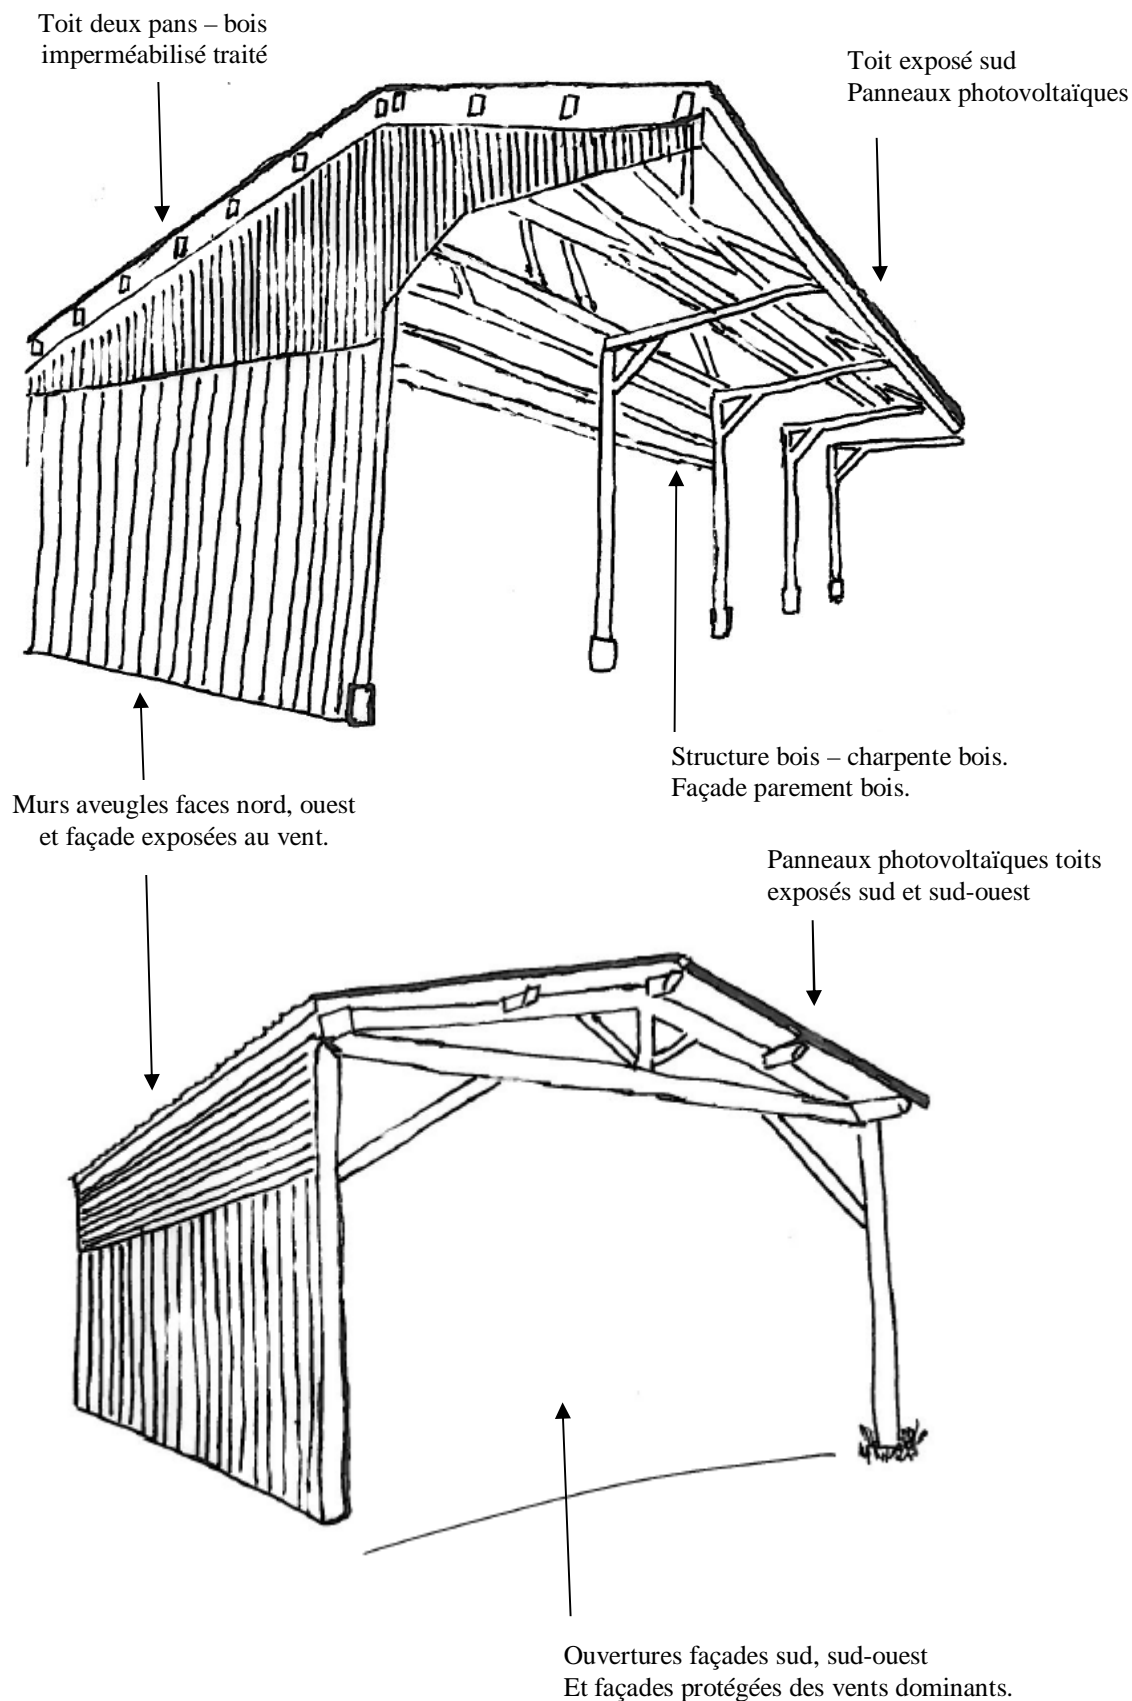 Toit deux pans – bois
imperméabilisé traité
Toit exposé sud
Panneaux photovoltaïques
Structure bois – charpente bois.
Façade parement bois.
Murs aveugles faces nord, ouest
et façade exposées au vent.
Panneaux photovoltaïques toits
exposés sud et sud-ouest
Ouvertures façades sud, sud-ouest
Et façades protégées des vents dominants.